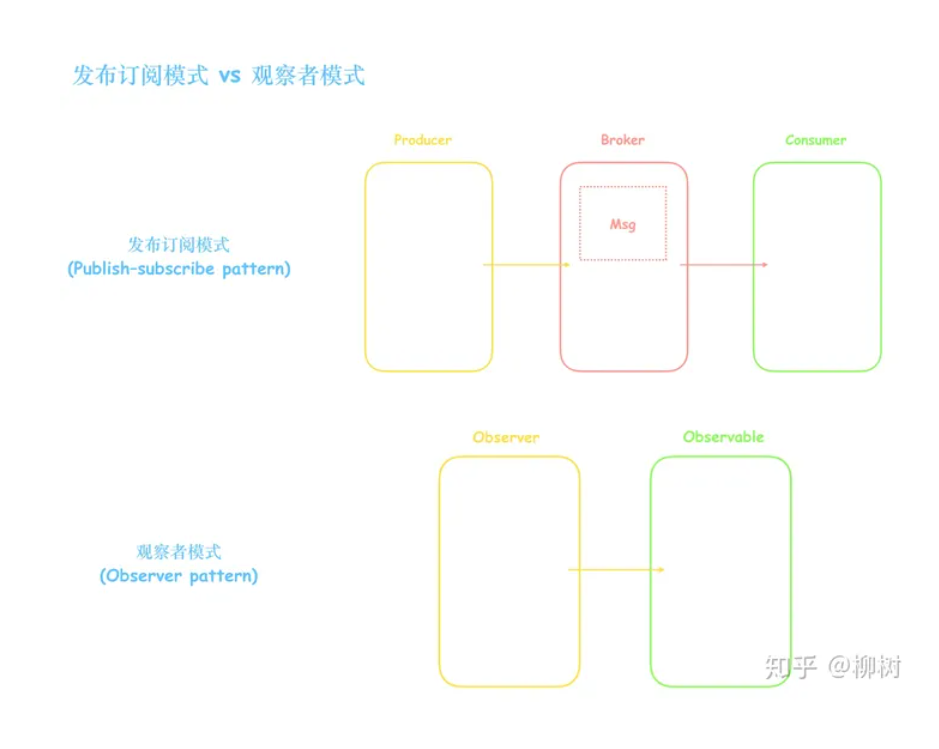 发布订阅模式 vs 观察者模式
Producer
Broker
Consumer
Msg
发布订阅模式
(Publish-subscribe pattern)
Observer
Observable
观察者模式
(Observer pattern)
知乎 @柳树